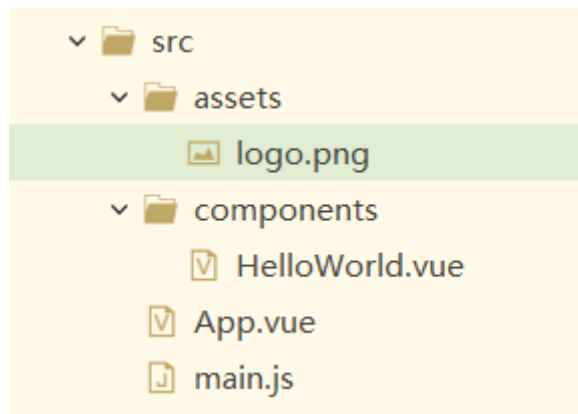 src
assets
logo.png
components
HelloWorld.vue
App.vue
main.js